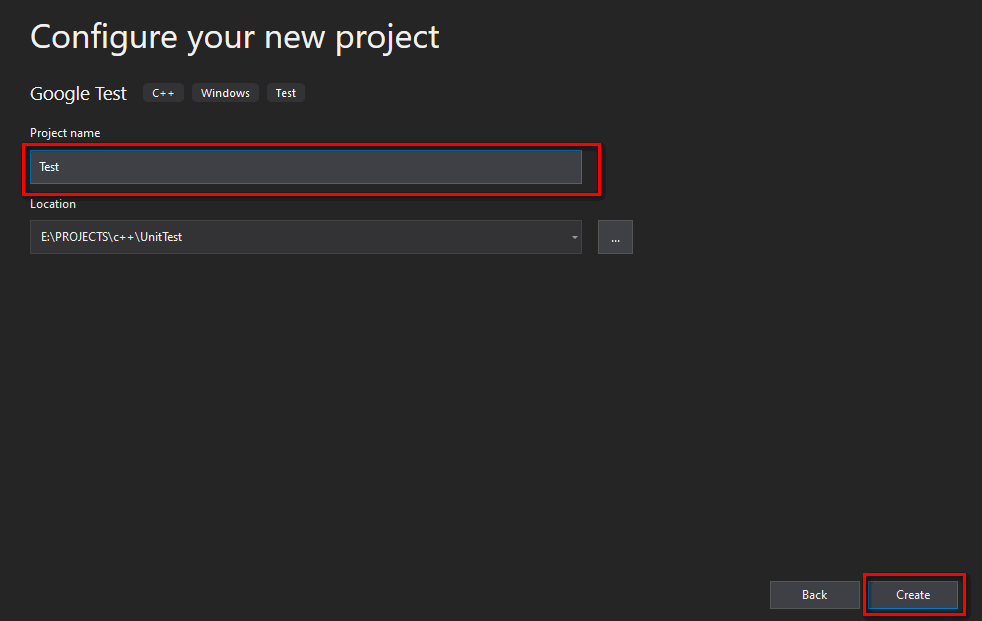 Configure your new project
Google Test C++ Windows Test
Project name
Test
Location
E:\PROJECTS\c++\UnitTest ...
Back Create